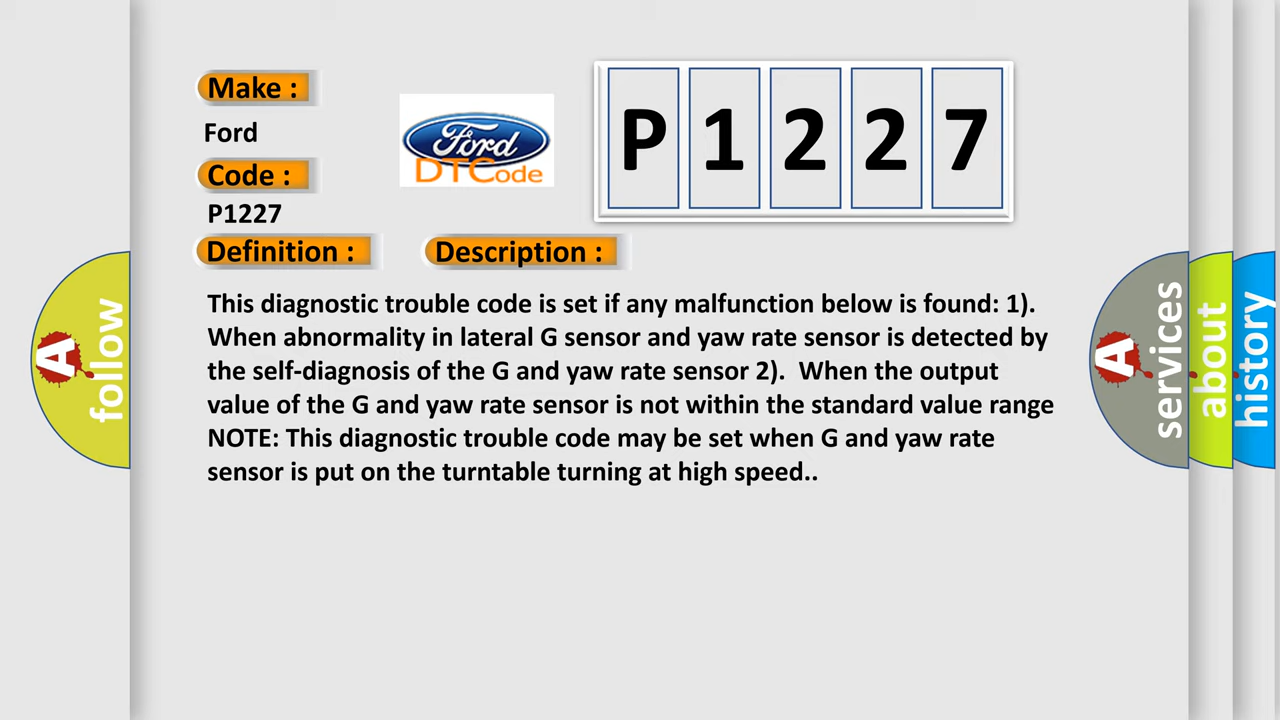 Make :
Ford
Code :
P1227
Ford
DTCode
P 1 2 2 7
Definition :
Description :
This diagnostic trouble code is set if any malfunction below is found: 1).
When abnormality in lateral G sensor and yaw rate sensor is detected by
the self-diagnosis of the G and yaw rate sensor 2).  When the output
value of the G and yaw rate sensor is not within the standard value range
NOTE: This diagnostic trouble code may be set when G and yaw rate
sensor is put on the turntable turning at high speed..
A
follow
A
services
about
history